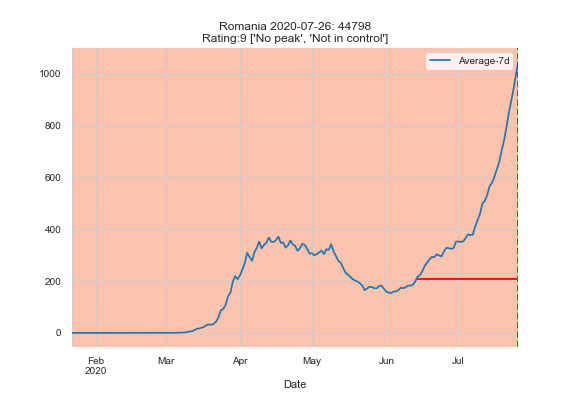 Romania 2020-07-26: 44798
Rating:9 ['No peak', 'Not in control']
Average-7d
1000
800
600
400
200
0
Feb
2020
Mar
Apr
May
Jun
Jul
Date